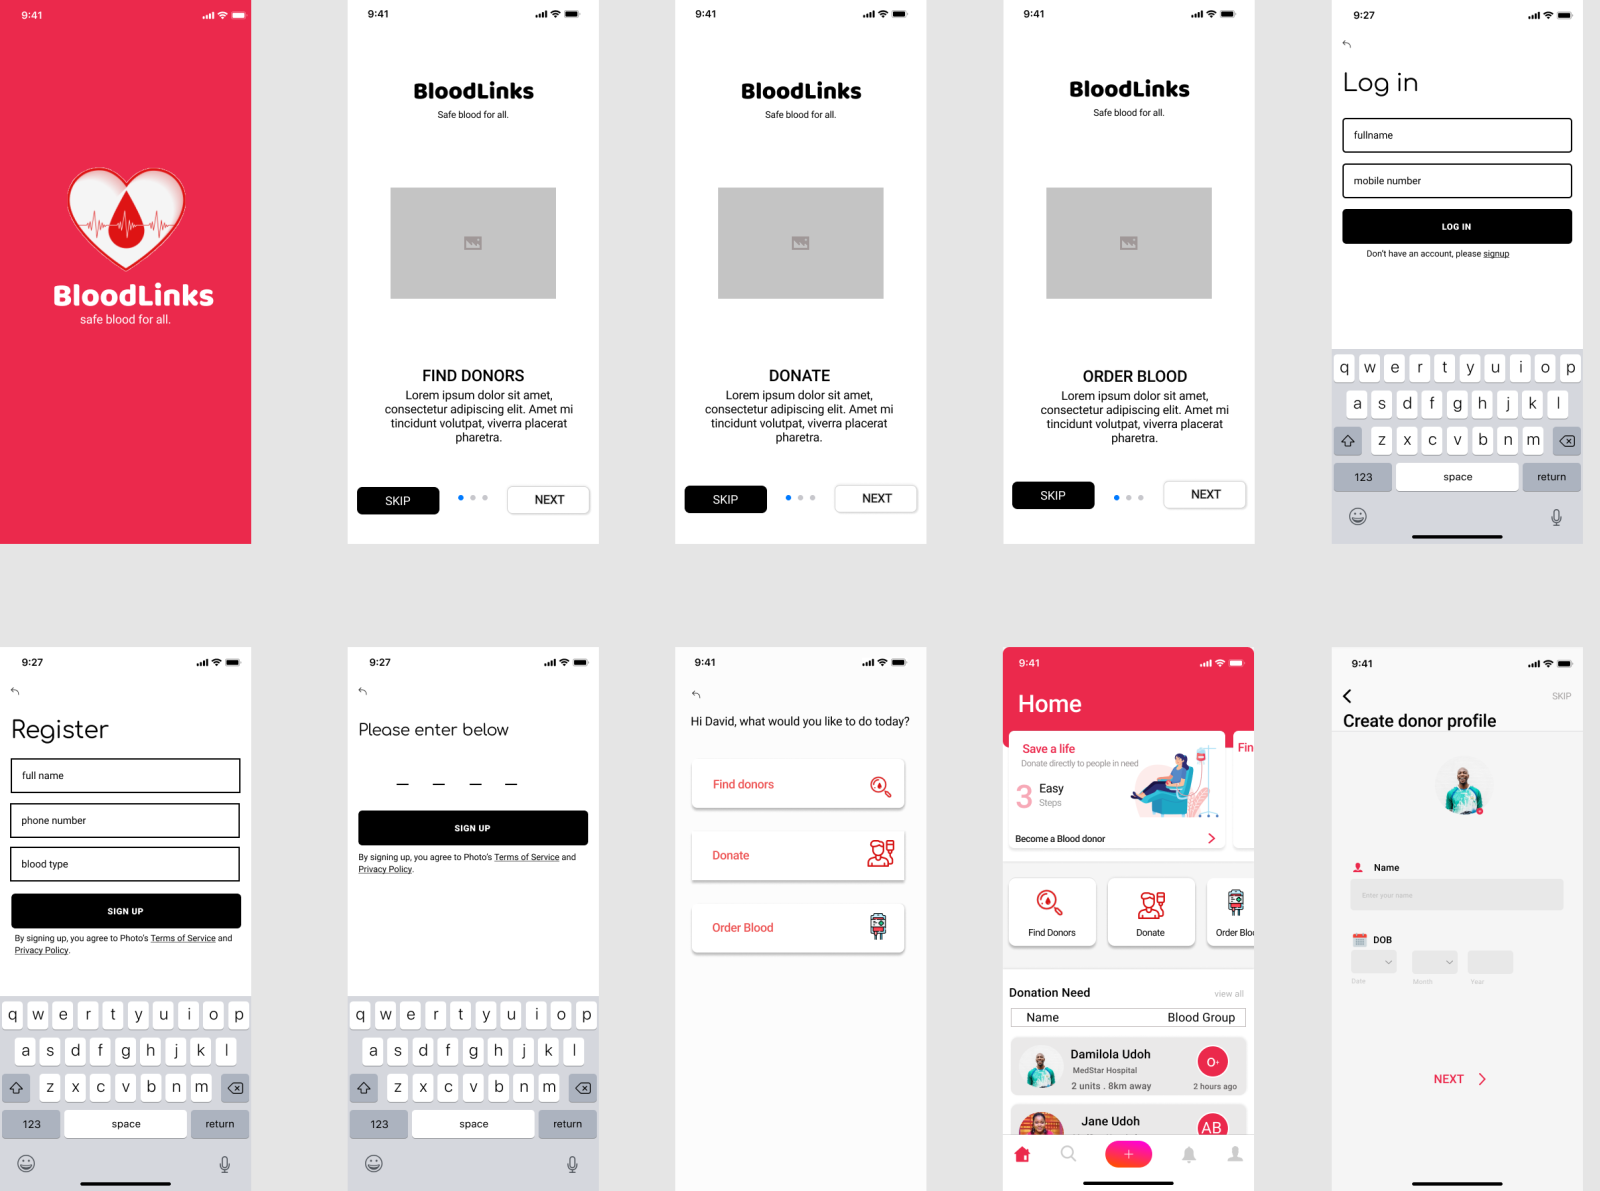 9:41
BloodLinks
safe blood for all.
9:41
BloodLinks
Safe blood for all.
FIND DONORS
Lorem ipsum dolor sit amet,
consectetur adipiscing elit. Amet mi
tincidunt volutpat, viverra placerat
pharetra.
SKIP
NEXT
9:41
BloodLinks
Safe blood for all.
DONATE
Lorem ipsum dolor sit amet,
consectetur adipiscing elit. Amet mi
tincidunt volutpat, viverra placerat
pharetra.
SKIP
NEXT
9:41
BloodLinks
Safe blood for all.
ORDER BLOOD
Lorem ipsum dolor sit amet,
consectetur adipiscing elit. Amet mi
tincidunt volutpat, viverra placerat
pharetra.
SKIP
NEXT
9:27
Log in
fullname
mobile number
LOG IN
Don't have an account, please signup
q w e r t y u i o p
a s d f g h j k l
z x c v b n m
123 space return
9:27
Register
full name
phone number
blood type
SIGN UP
By signing up, you agree to Photo's Terms of Service and
Privacy Policy.
q w e r t y u i o p
a s d f g h j k l
z x c v b n m
123 space return
9:27
Please enter below
SIGN UP
By signing up, you agree to Photo's Terms of Service and
Privacy Policy.
q w e r t y u i o p
a s d f g h j k l
z x c v b n m
123 space return
9:41
Hi David, what would you like to do today?
Find donors
Donate
Order Blood
9:41
Home
Save a life
Donate directly to people in need
3 Easy
Steps
Become a Blood donor
Fin
Find Donors
Donate
Order Bloo
Donation Need
view all
Name Blood Group
Damilola Udoh
MedStar Hospital
2 units . 8km away
O+
2 hours ago
Jane Udoh
AB
9:41
SKIP
Create donor profile
Name
Enter your name
DOB
Date Month Year
NEXT